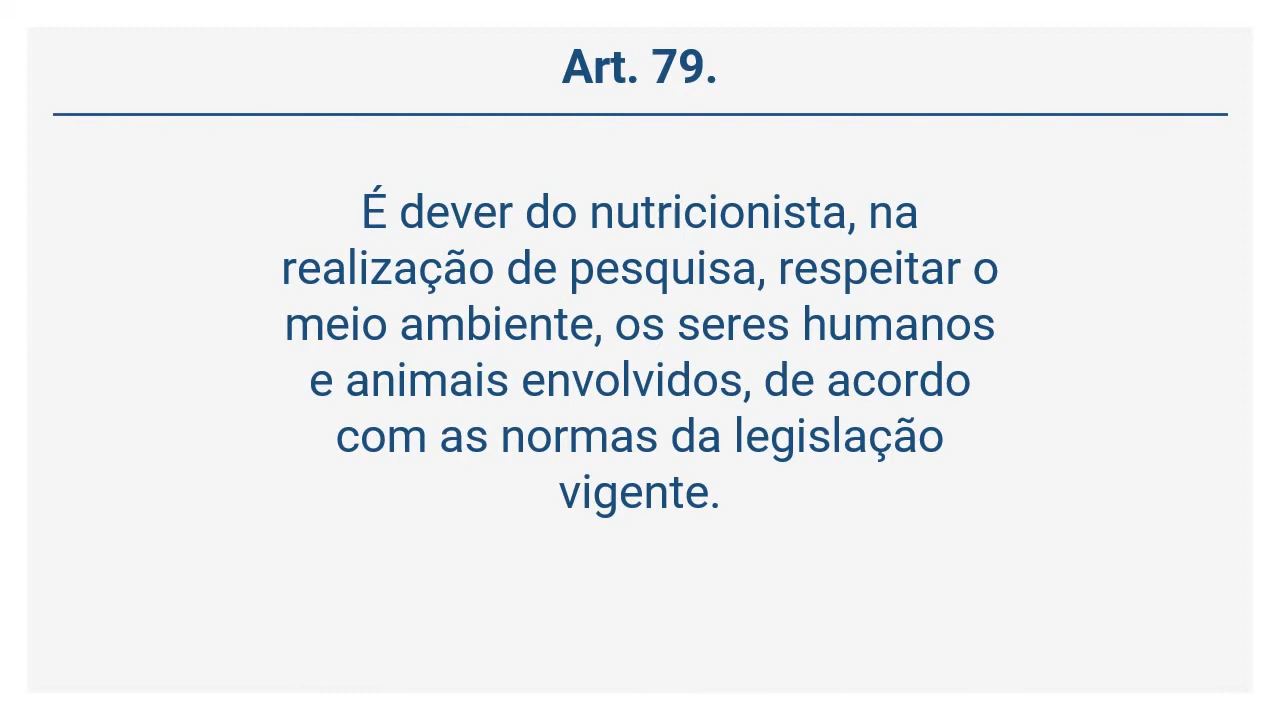 Art. 79.
É dever do nutricionista, na
realização de pesquisa, respeitar o
meio ambiente, os seres humanos
e animais envolvidos, de acordo
com as normas da legislação
vigente.